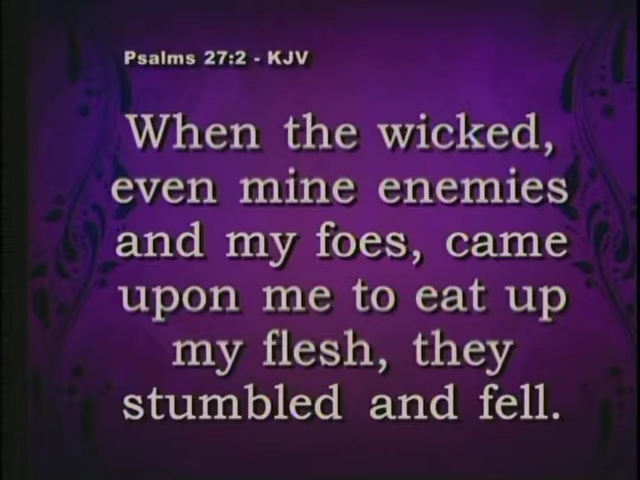 Psalms 27:2 - KJV
When the wicked,
even mine enemies
and my foes, came
upon me to eat up
my flesh, they
stumbled and fell.